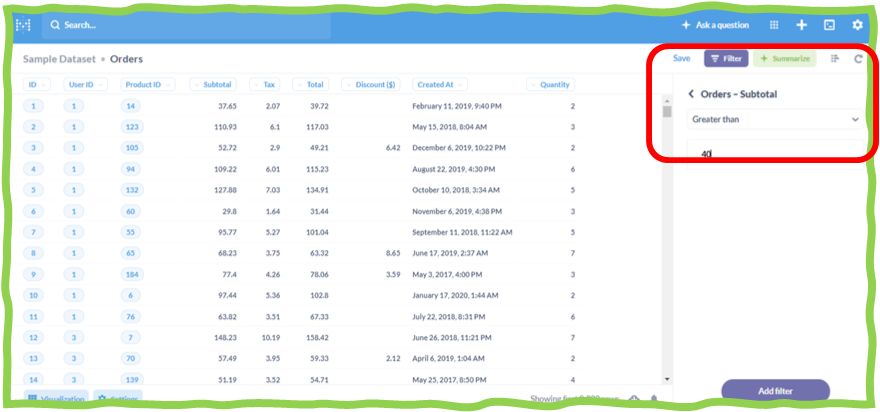 Search...
Ask a question
Sample Dataset • Orders
Save Filter Summarize
ID User ID Product ID Subtotal Tax Total Discount ($) Created At Quantity
1 1 14 37.65 2.07 39.72 February 11, 2019, 9:40 PM 2
2 1 123 110.93 6.1 117.03 May 15, 2018, 8:04 AM 3
3 1 105 52.72 2.9 49.21 6.42 December 6, 2019, 10:22 PM 2
4 1 94 109.22 6.01 115.23 August 22, 2019, 4:30 PM 6
5 1 132 127.88 7.03 134.91 October 10, 2018, 3:34 AM 5
6 1 60 29.8 1.64 31.44 November 6, 2019, 4:38 PM 3
7 1 55 95.77 5.27 101.04 September 11, 2018, 11:22 AM 5
8 1 65 68.23 3.75 63.32 8.65 June 17, 2019, 2:37 AM 7
9 1 184 77.4 4.26 78.06 3.59 May 3, 2017, 4:00 PM 3
10 1 6 97.44 5.36 102.8 January 17, 2020, 1:44 AM 2
11 1 76 63.82 3.51 67.33 July 22, 2018, 8:31 PM 6
12 3 7 148.23 10.19 158.42 June 26, 2018, 11:21 PM 7
13 3 70 57.49 3.95 59.33 2.12 April 6, 2019, 1:04 AM 2
14 3 139 51.19 3.52 54.71 May 25, 2017, 8:50 PM 4
Visualization Settings
Showing first
Orders – Subtotal
Greater than
40
Add filter